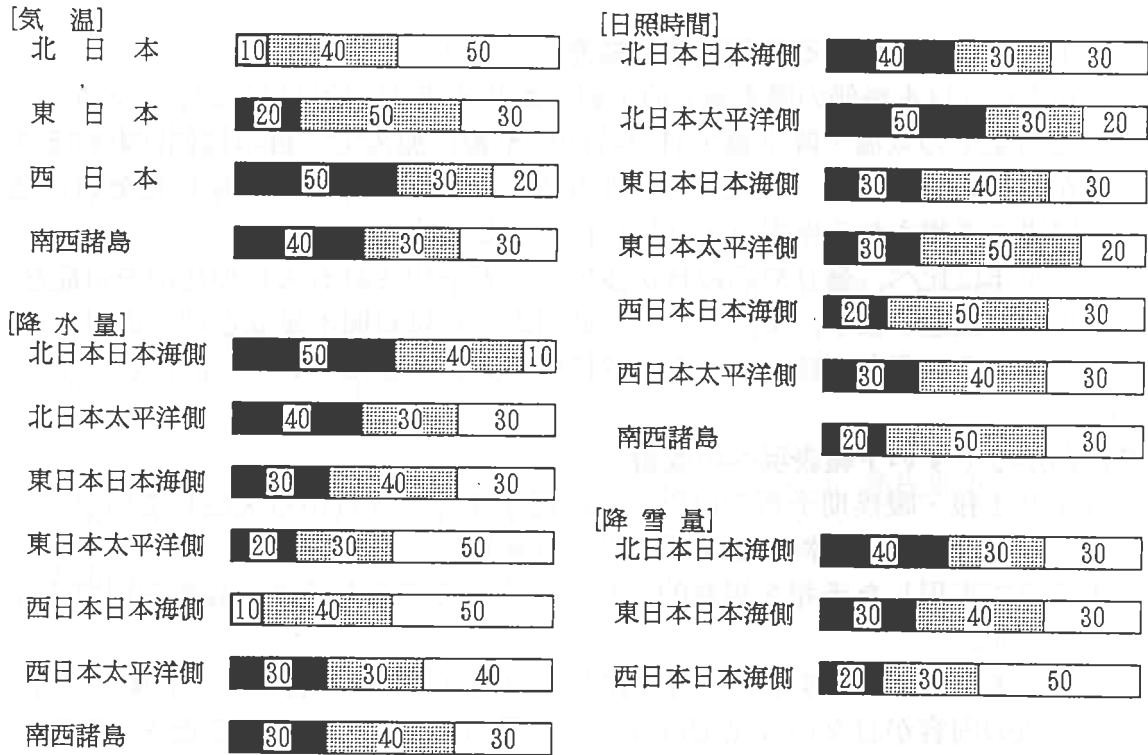 [気 温]
北 日 本 10 40 50
東 日 本 20 50 30
西 日 本 50 30 20
南西諸島 40 30 30
[降 水 量]
北日本日本海側 50 40 10
北日本太平洋側 40 30 30
東日本日本海側 30 40 30
東日本太平洋側 20 30 50
西日本日本海側 10 40 50
西日本太平洋側 30 30 40
南西諸島 30 40 30
[日照時間]
北日本日本海側 40 30 30
北日本太平洋側 50 30 20
東日本日本海側 30 40 30
東日本太平洋側 30 50 20
西日本日本海側 20 50 30
西日本太平洋側 30 40 30
南西諸島 20 50 30
[降 雪 量]
北日本日本海側 40 30 30
東日本日本海側 30 40 30
西日本日本海側 20 30 50